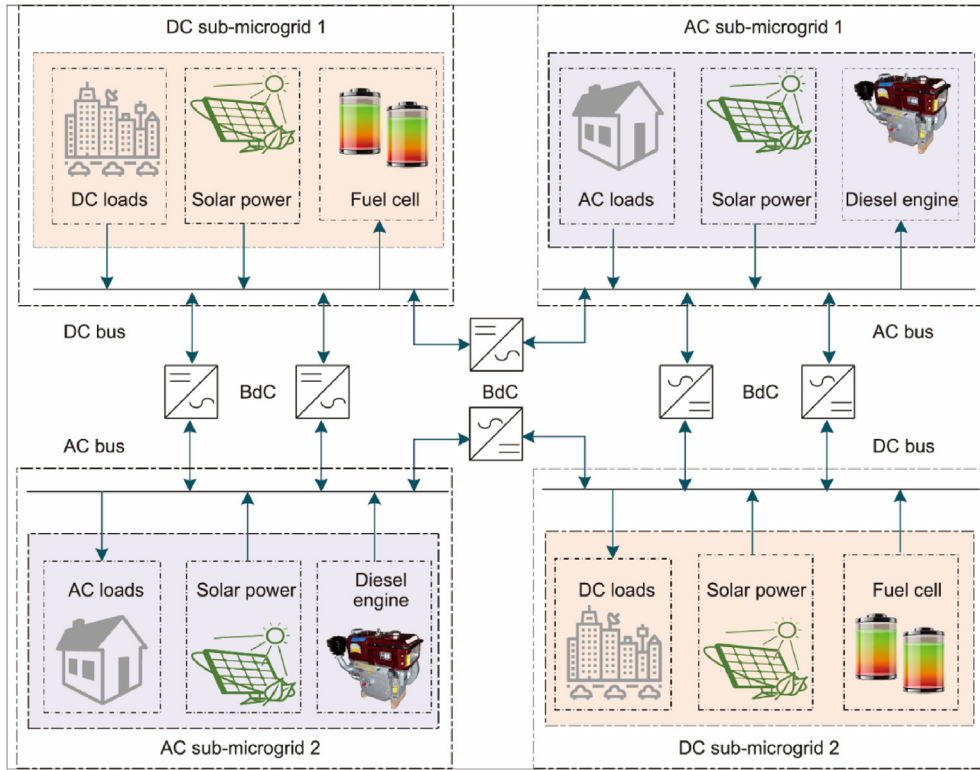 DC sub-microgrid 1
DC loads
Solar power
Fuel cell
AC sub-microgrid 1
AC loads
Solar power
Diesel engine
DC bus
BdC
BdC
BdC
AC bus
AC bus
DC bus
AC loads
Solar power
Diesel
engine
AC sub-microgrid 2
DC loads
Solar power
Fuel cell
DC sub-microgrid 2